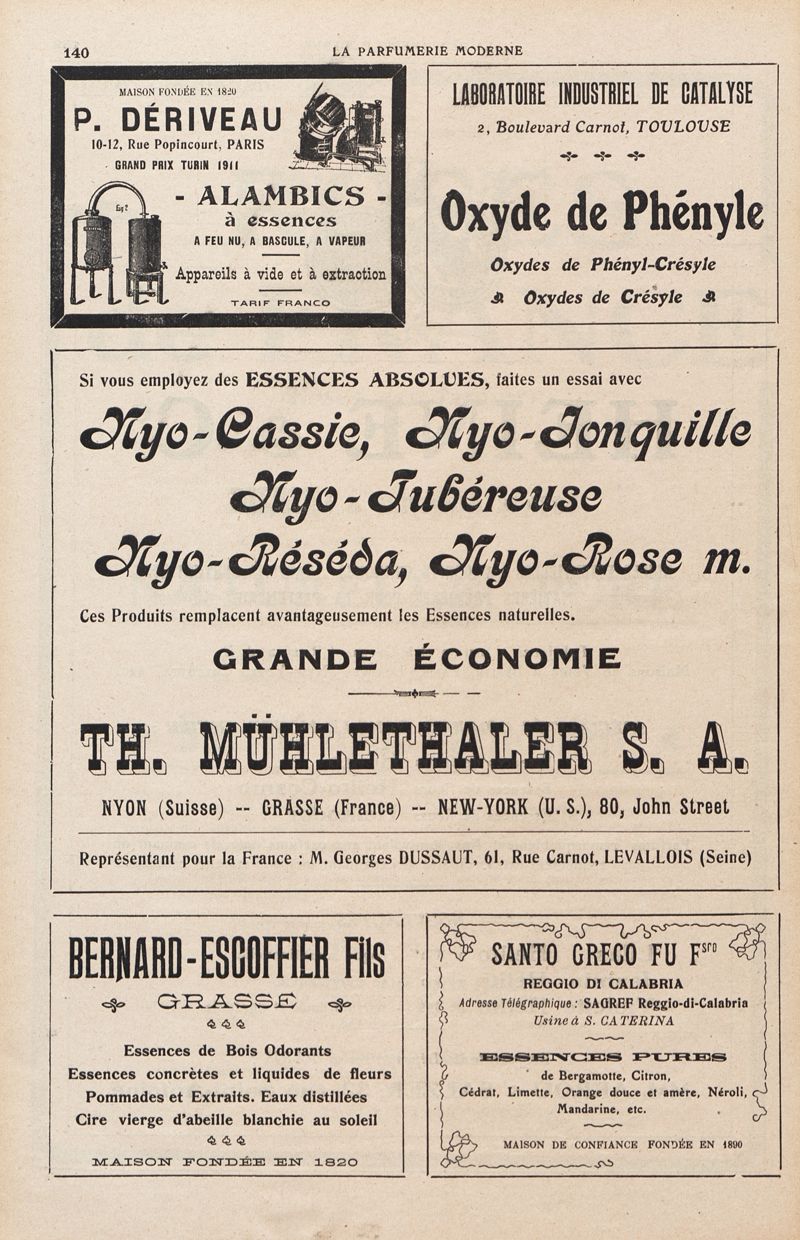 140
LA PARFUMERIE MODERNE
MAISON FONDÉE EN 1820
P. DÉRIVEAU
10-12, Rue Popincourt, PARIS
GRAND PRIX TURIN 1911
- ALAMBICS -
à essences
A FEU NU, A BASCULE, A VAPEUR
Appareils à vide et à extraction
TARIF FRANCO
LABORATOIRE INDUSTRIEL DE CATALYSE
2, Boulevard Carnot, TOULOUSE
Oxyde de Phényle
Oxydes de Phényl-Crésyle
Oxydes de Crésyle
Si vous employez des ESSENCES ABSOLUES, faites un essai avec
Nyo-Cassie, Nyo-Jonquille
Nyo-Tubéreuse
Nyo-Réséda, Nyo-Rose m.
Ces Produits remplacent avantageusement les Essences naturelles.
GRANDE ÉCONOMIE
TH. MÜHLETHALER S. A.
NYON (Suisse) -- GRASSE (France) -- NEW-YORK (U. S.), 80, John Street
Représentant pour la France : M. Georges DUSSAUT, 61, Rue Carnot, LEVALLOIS (Seine)
BERNARD-ESCOFFIER Fils
GRASSE
Essences de Bois Odorants
Essences concrètes et liquides de fleurs
Pommades et Extraits. Eaux distillées
Cire vierge d'abeille blanchie au soleil
MAISON FONDÉE EN 1820
SANTO GRECO FU Fsco
REGGIO DI CALABRIA
Adresse Télégraphique : SAGREF Reggio-di-Calabria
Usine à S. CATERINA
ESSENCES PURES
de Bergamotte, Citron,
Cédrat, Limette, Orange douce et amère, Néroli,
Mandarine, etc.
MAISON DE CONFIANCE FONDÉE EN 1890